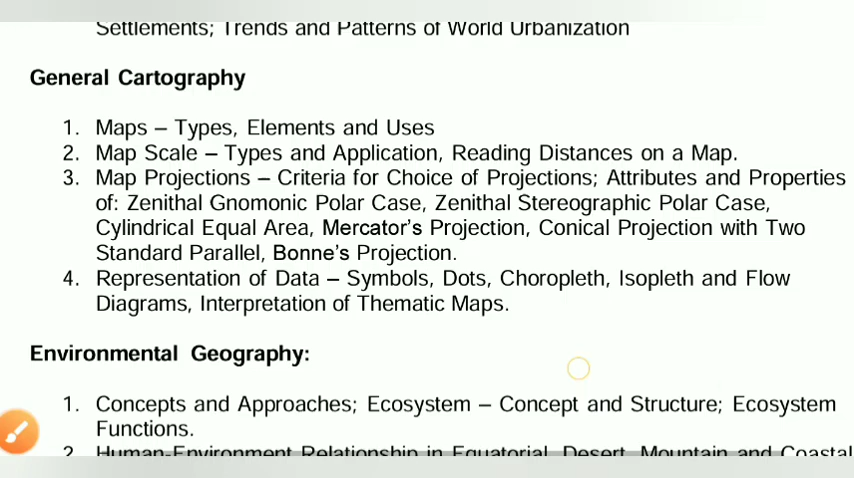 Settlements; Trends and Patterns of World Urbanization
General Cartography
1. Maps – Types, Elements and Uses
2. Map Scale – Types and Application, Reading Distances on a Map.
3. Map Projections – Criteria for Choice of Projections; Attributes and Properties
of: Zenithal Gnomonic Polar Case, Zenithal Stereographic Polar Case,
Cylindrical Equal Area, Mercator's Projection, Conical Projection with Two
Standard Parallel, Bonne's Projection.
4. Representation of Data – Symbols, Dots, Choropleth, Isopleth and Flow
Diagrams, Interpretation of Thematic Maps.
Environmental Geography:
1. Concepts and Approaches; Ecosystem – Concept and Structure; Ecosystem
Functions.
2. Human-Environment Relationship in Equatorial, Desert, Mountain and Coastal